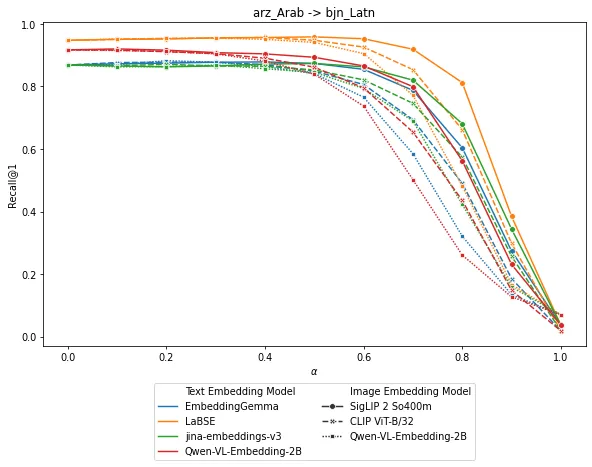 arz_Arab -> bjn_Latn
Recall@1
1.0
0.8
0.6
0.4
0.2
0.0
0.0 0.2 0.4 0.6 0.8 1.0
α
Text Embedding Model
EmbeddingGemma
LaBSE
jina-embeddings-v3
Qwen-VL-Embedding-2B
Image Embedding Model
SigLIP 2 So400m
CLIP ViT-B/32
Qwen-VL-Embedding-2B